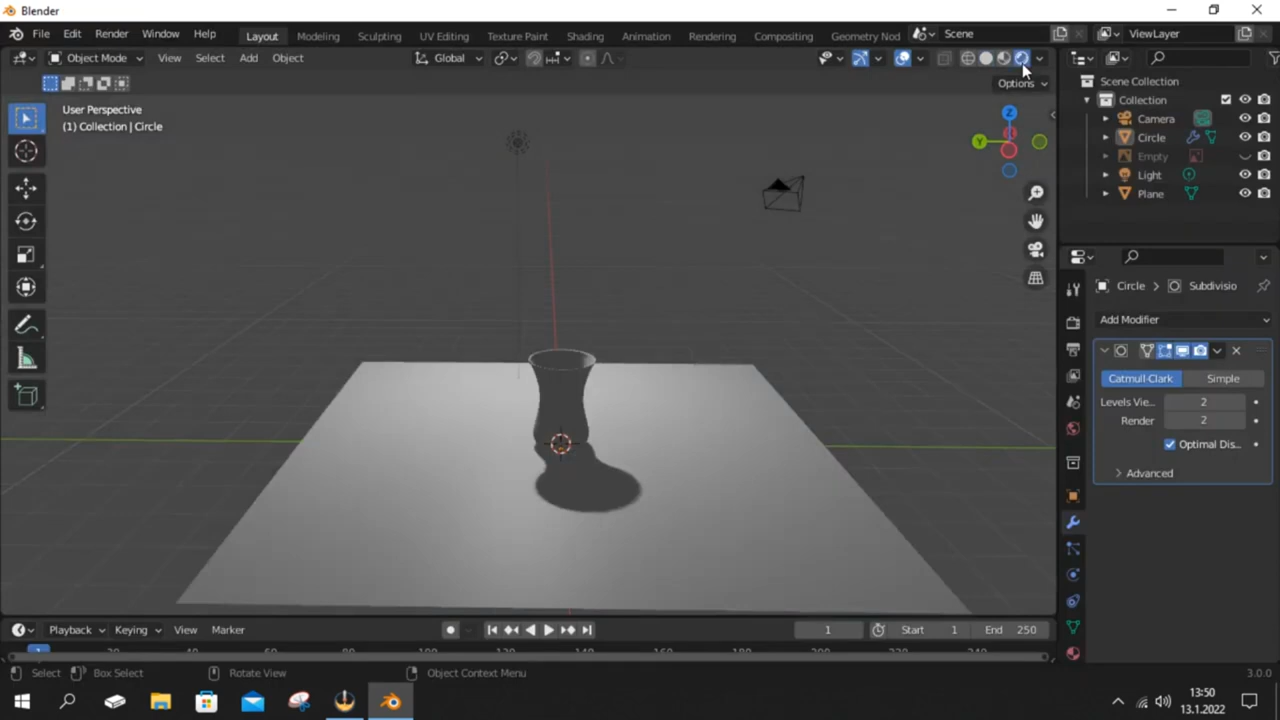 Blender
File Edit Render Window Help Layout Modeling Sculpting UV Editing Texture Paint Shading Animation Rendering Compositing Geometry Nod Scene ViewLayer
Object Mode View Select Add Object Global
Options
User Perspective
(1) Collection | Circle
Z
Y
Scene Collection
Collection
Camera
Circle
Empty
Light
Plane
Circle > Subdivisio
Add Modifier
Catmull-Clark Simple
Levels Vie... 2
Render 2
Optimal Dis...
Advanced
Playback Keying View Marker 1 Start 1 End 250
Select Box Select Rotate View Object Context Menu 3.0.0
13:50
13.1.2022